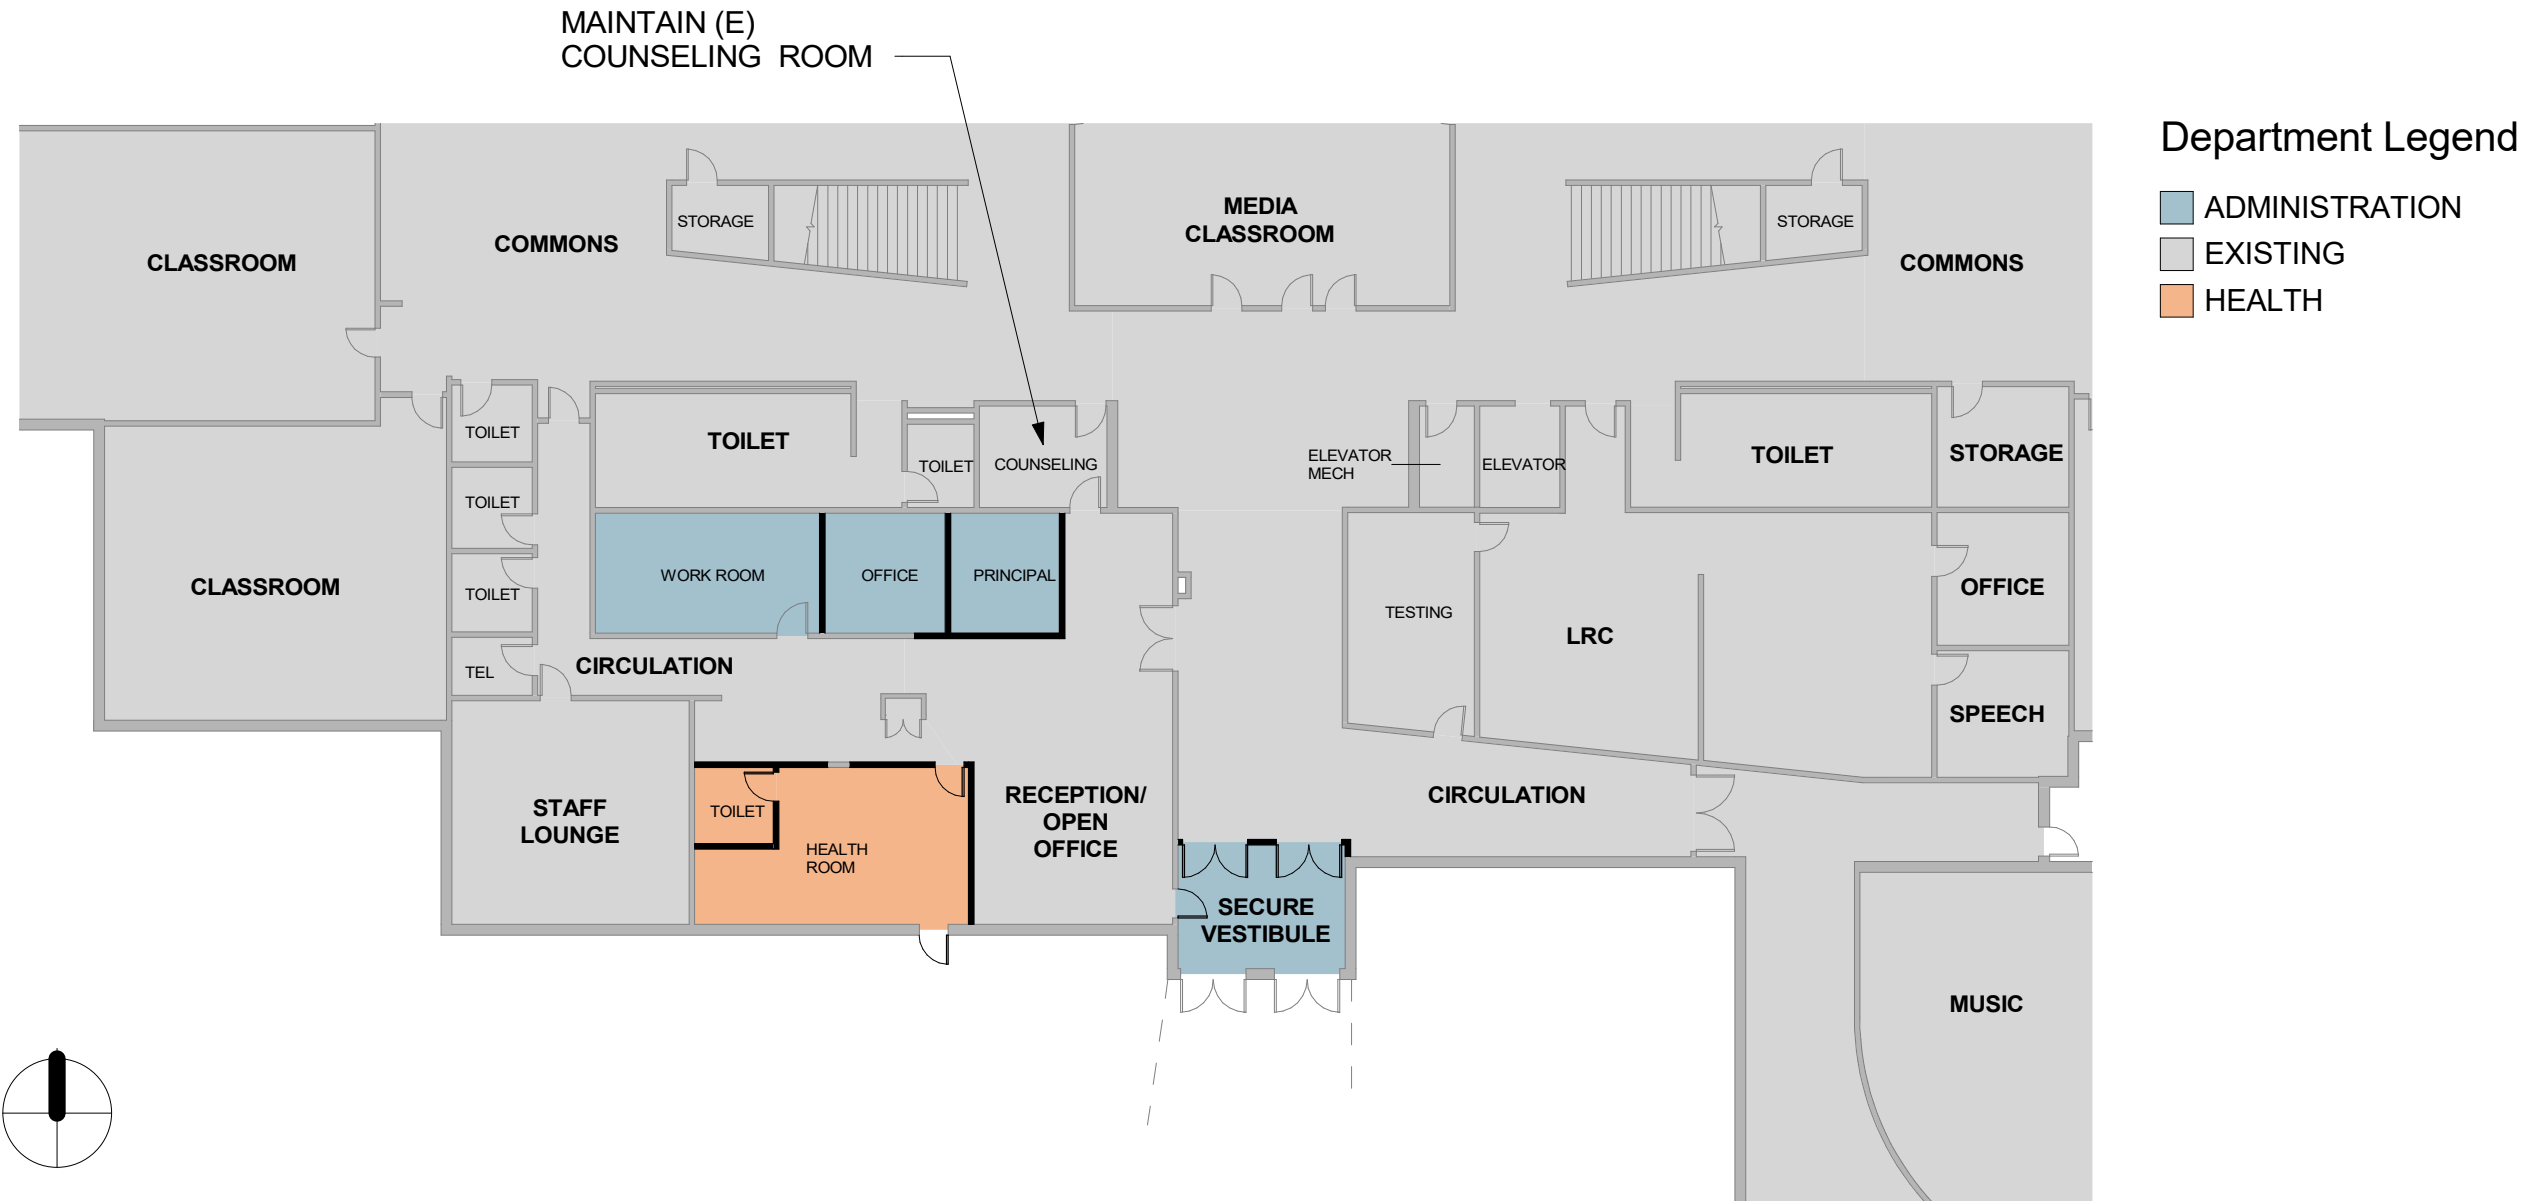 MAINTAIN (E)
COUNSELING ROOM
Department Legend
ADMINISTRATION
EXISTING
HEALTH
MEDIA
CLASSROOM
STORAGE
STORAGE
COMMONS
CLASSROOM
COMMONS
TOILET
TOILET
TOILET
COUNSELING
ELEVATOR
MECH
ELEVATOR
TOILET
STORAGE
TOILET
WORK ROOM
OFFICE
PRINCIPAL
CLASSROOM
TOILET
TESTING
OFFICE
LRC
TEL
CIRCULATION
SPEECH
STAFF
LOUNGE
TOILET
HEALTH
ROOM
RECEPTION/
OPEN
OFFICE
CIRCULATION
SECURE
VESTIBULE
MUSIC